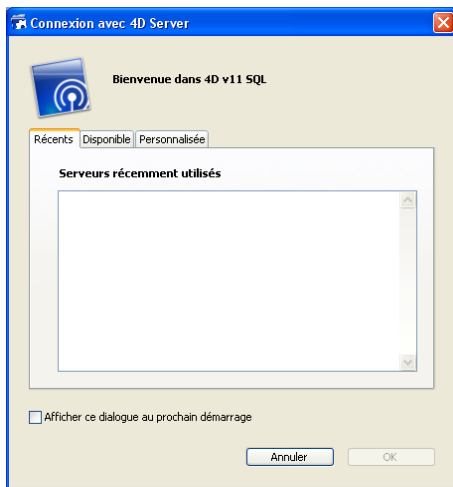 Connexion avec 4D Server
Bienvenue dans 4D v11 SQL
Récents Disponible Personnalisée
Serveurs récemment utilisés
Afficher ce dialogue au prochain démarrage
Annuler OK